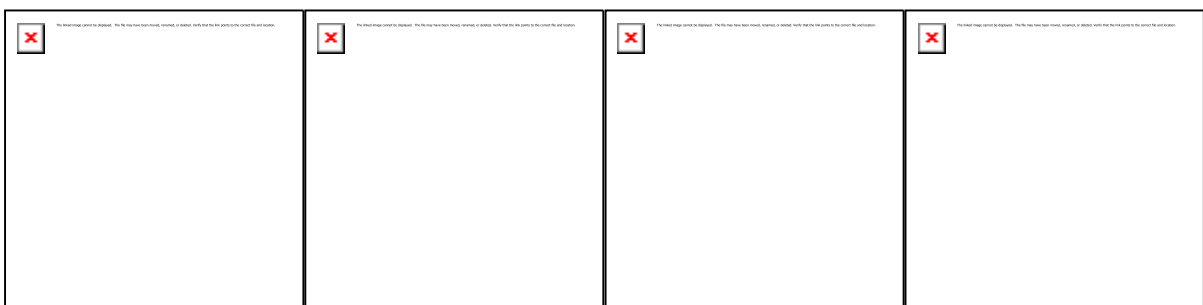 The linked image cannot be displayed. The file may have been moved, renamed, or deleted. Verify that the link points to the correct file and location.
The linked image cannot be displayed. The file may have been moved, renamed, or deleted. Verify that the link points to the correct file and location.
The linked image cannot be displayed. The file may have been moved, renamed, or deleted. Verify that the link points to the correct file and location.
The linked image cannot be displayed. The file may have been moved, renamed, or deleted. Verify that the link points to the correct file and location.